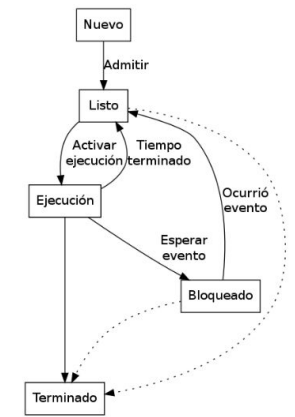 Nuevo
Admitir
Listo
Activar
ejecución
Tiempo
terminado
Ejecución
Ocurrió
evento
Esperar
evento
Bloqueado
Terminado